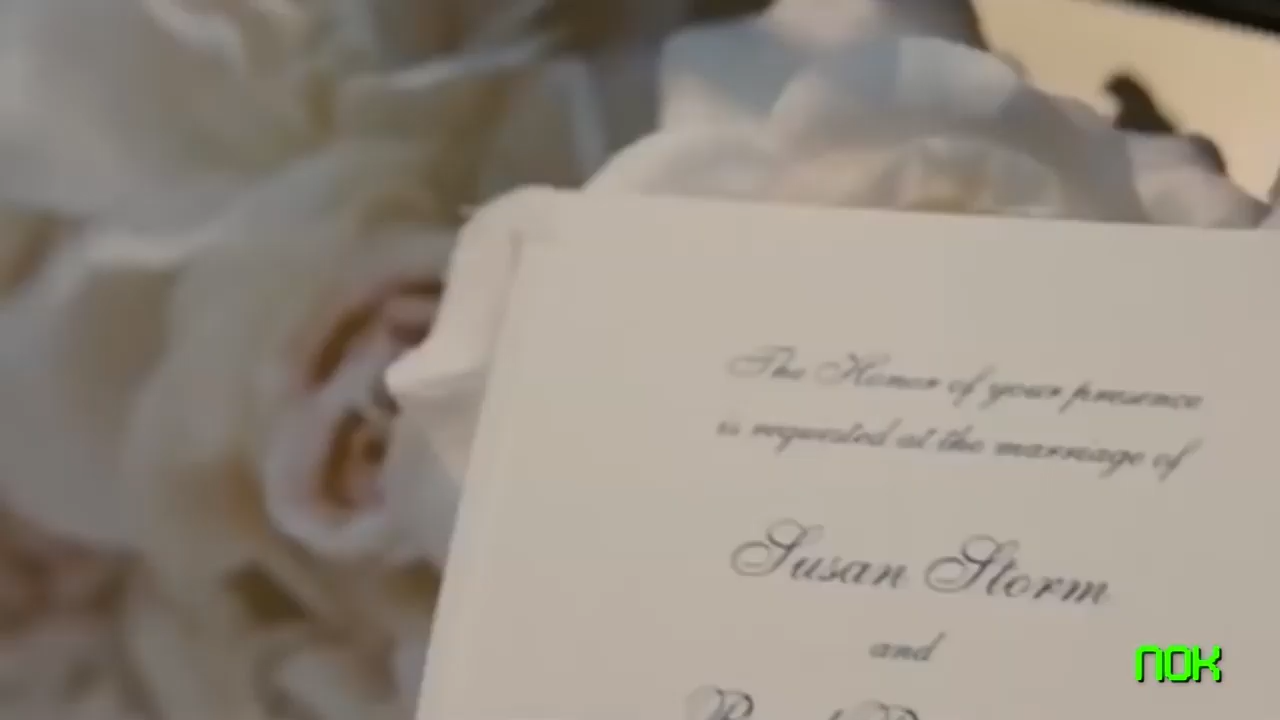 The Honor of your presence
is requested at the marriage of
Susan Storm
and
NOK